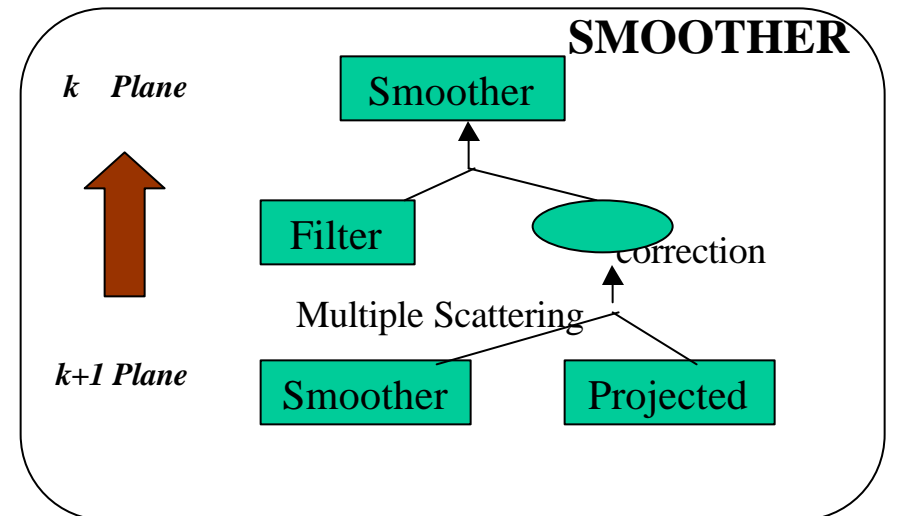 SMOOTHER
k Plane
Smoother
Filter
correction
Multiple Scattering
k+1 Plane
Smoother
Projected